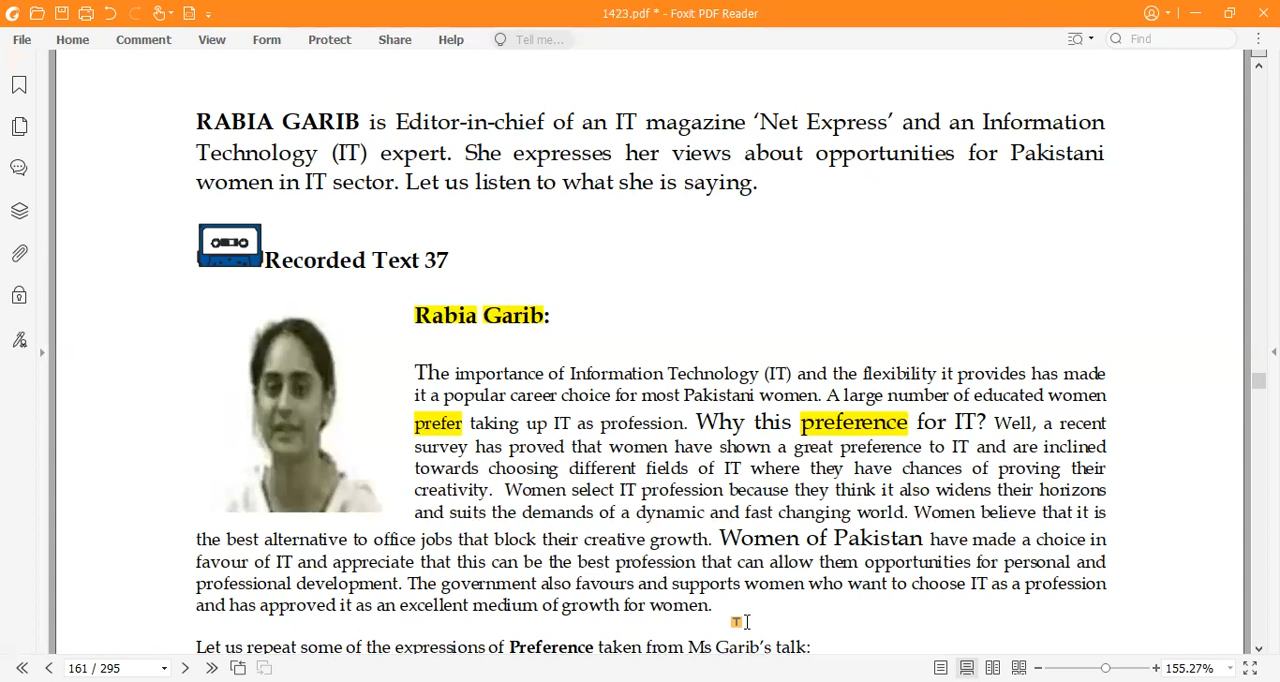 1423.pdf * - Foxit PDF Reader
File Home Comment View Form Protect Share Help Tell me... Find
RABIA GARIB is Editor-in-chief of an IT magazine ‘Net Express’ and an Information
Technology (IT) expert. She expresses her views about opportunities for Pakistani
women in IT sector. Let us listen to what she is saying.
Recorded Text 37
Rabia Garib:
The importance of Information Technology (IT) and the flexibility it provides has made
it a popular career choice for most Pakistani women. A large number of educated women
prefer taking up IT as profession. Why this preference for IT? Well, a recent
survey has proved that women have shown a great preference to IT and are inclined
towards choosing different fields of IT where they have chances of proving their
creativity. Women select IT profession because they think it also widens their horizons
and suits the demands of a dynamic and fast changing world. Women believe that it is
the best alternative to office jobs that block their creative growth. Women of Pakistan have made a choice in
favour of IT and appreciate that this can be the best profession that can allow them opportunities for personal and
professional development. The government also favours and supports women who want to choose IT as a profession
and has approved it as an excellent medium of growth for women.
T
Let us repeat some of the expressions of Preference taken from Ms Garib’s talk:
161 / 295 155.27%